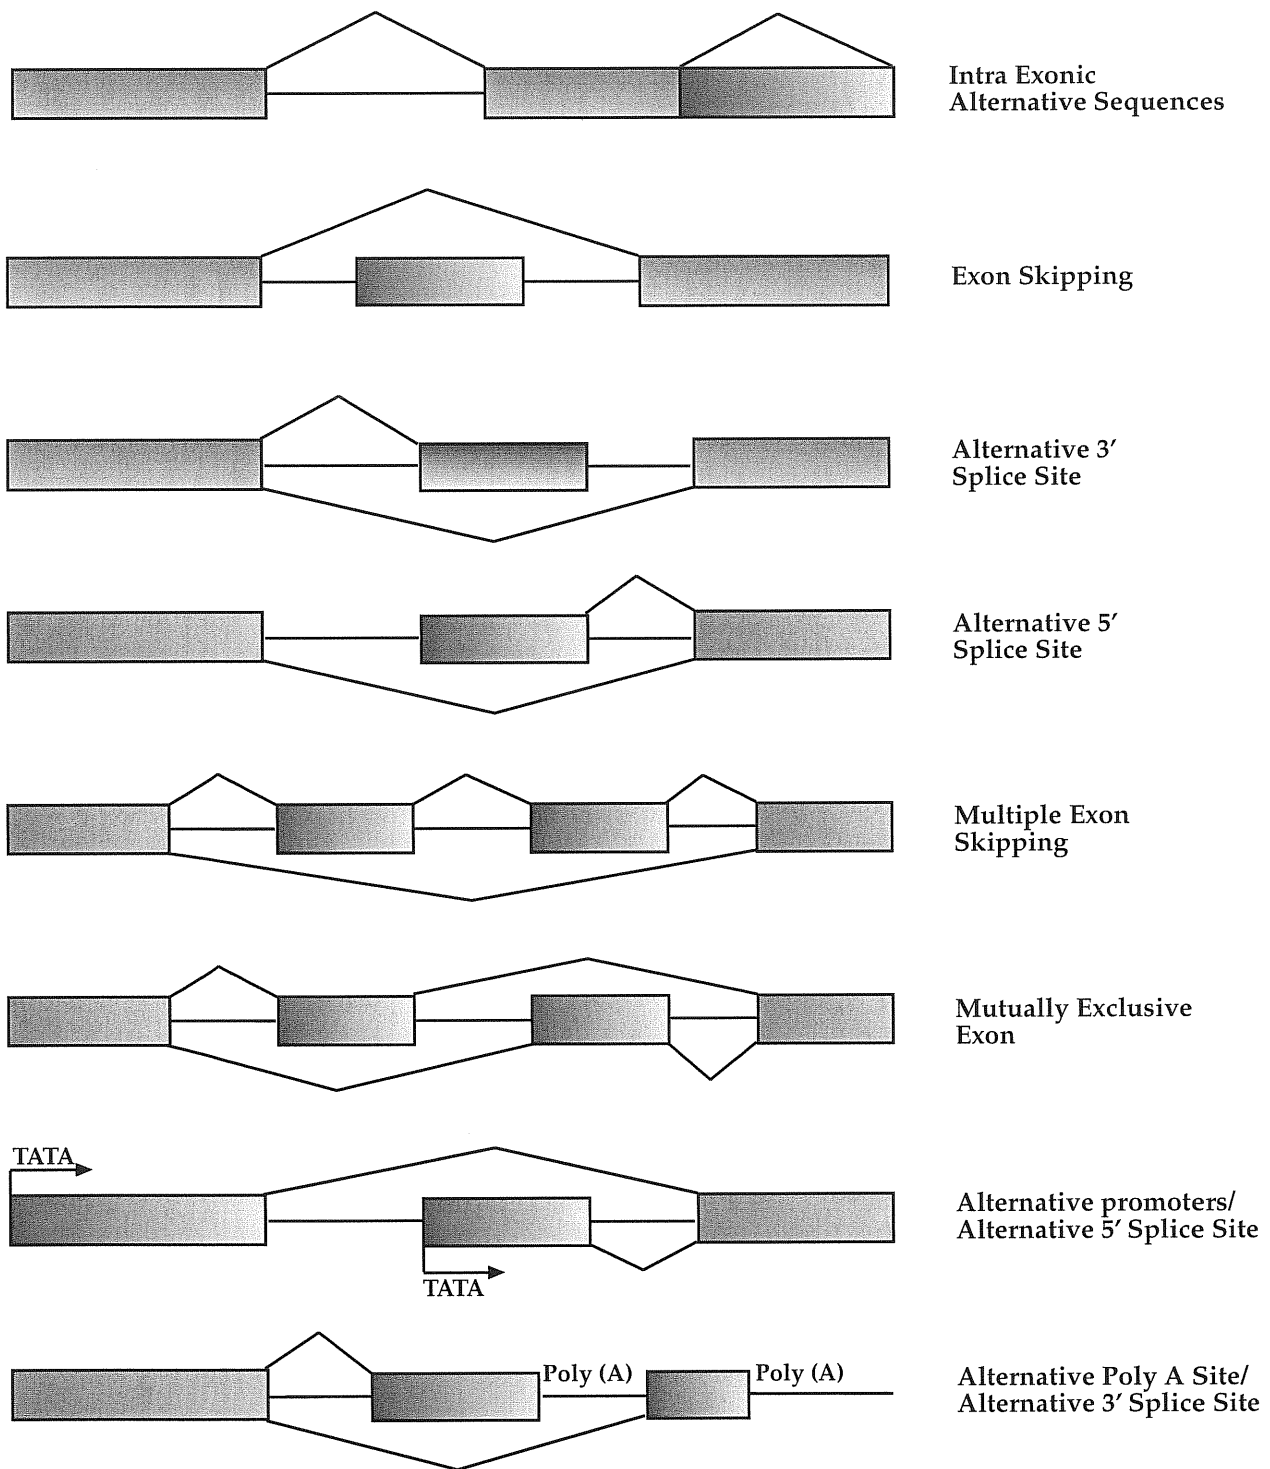 Intra Exonic
Alternative Sequences
Exon Skipping
Alternative 3′
Splice Site
Alternative 5′
Splice Site
Multiple Exon
Skipping
Mutually Exclusive
Exon
TATA
Alternative promoters/
Alternative 5′ Splice Site
TATA
Poly (A)
Poly (A)
Alternative Poly A Site/
Alternative 3′ Splice Site